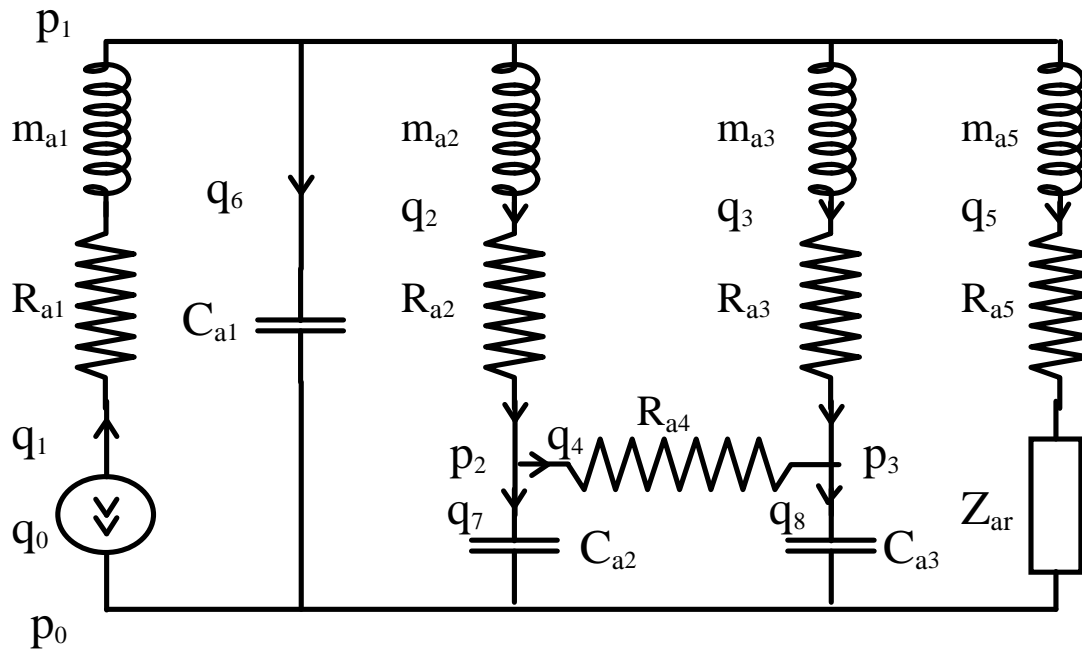 p1
ma1 ma2 ma3 ma5
q6 q2 q3 q5
Ra1 Ca1 Ra2 Ra3 Ra5
Ra4
q1 p2 q4 p3
q0 q7 Ca2 q8 Ca3 Zar
p0